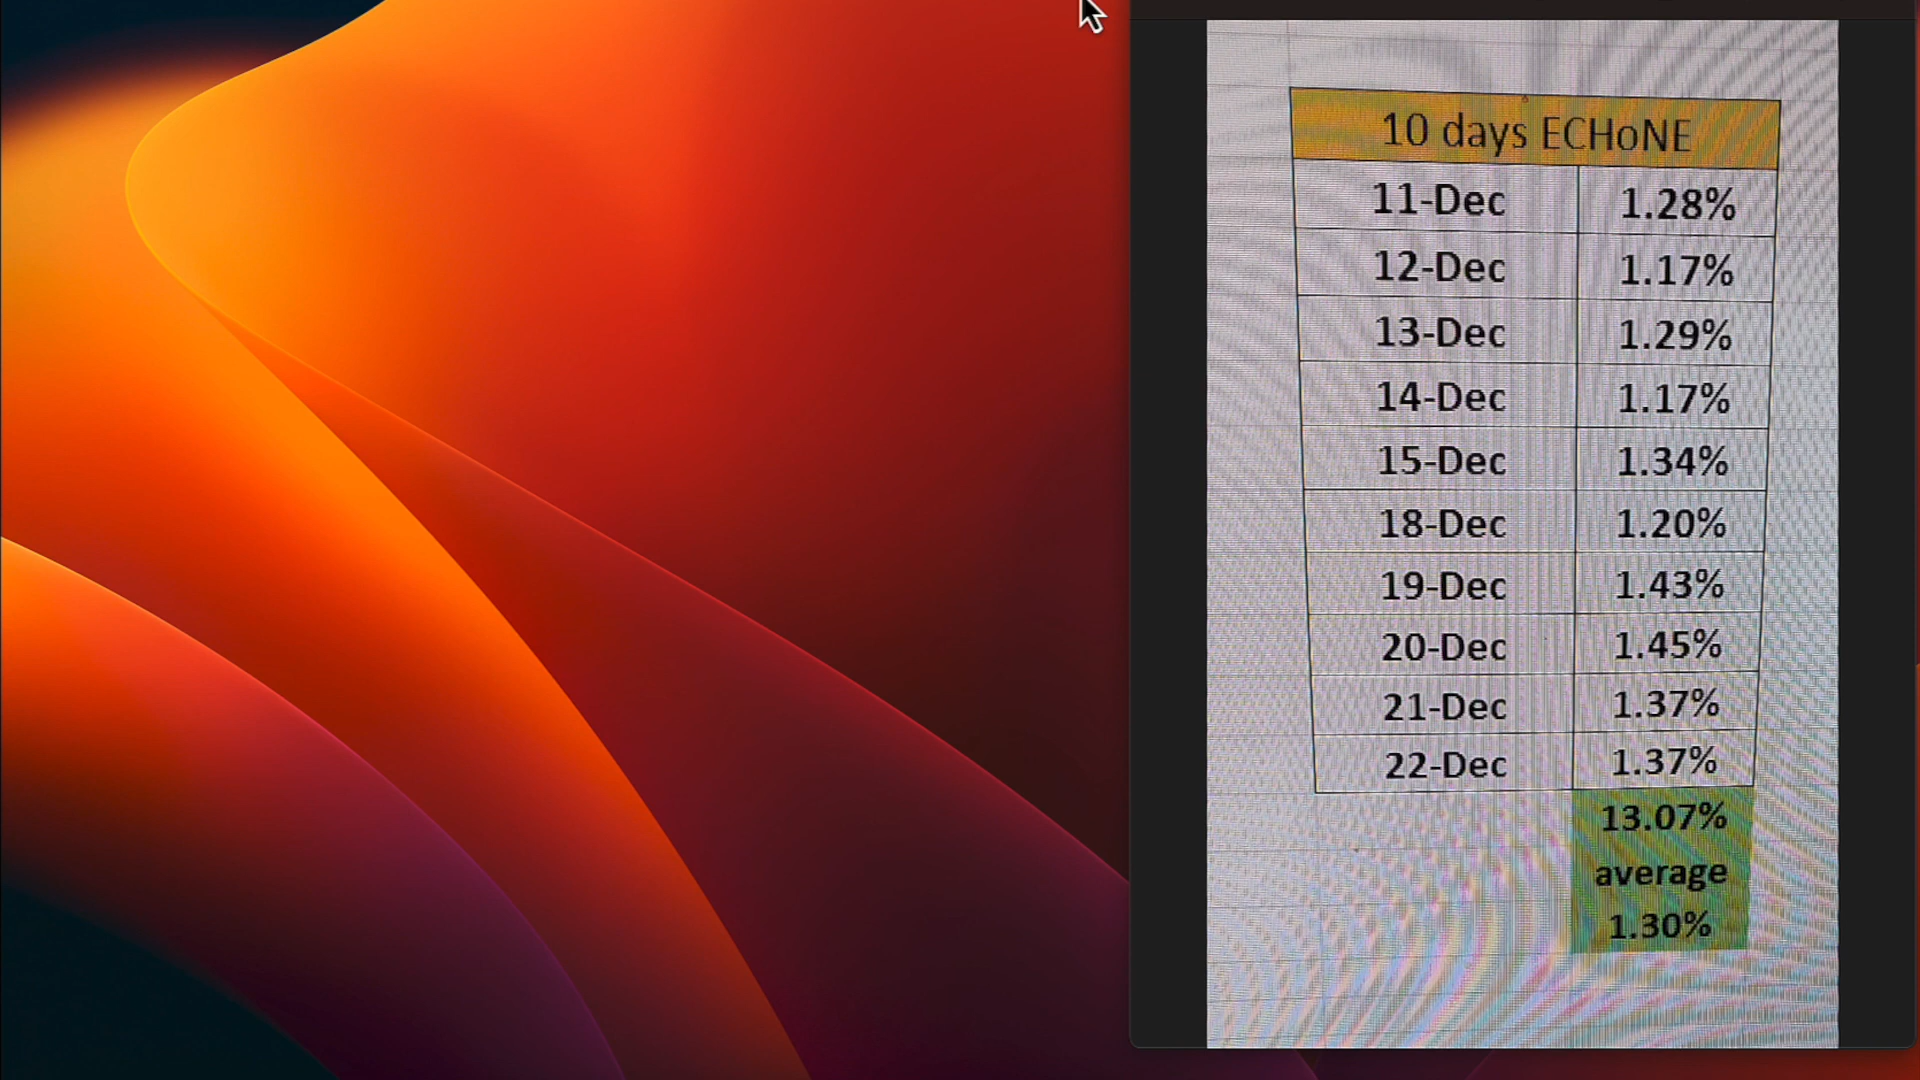 10 days ECHoNE
11-Dec 1.28%
12-Dec 1.17%
13-Dec 1.29%
14-Dec 1.17%
15-Dec 1.34%
18-Dec 1.20%
19-Dec 1.43%
20-Dec 1.45%
21-Dec 1.37%
22-Dec 1.37%
13.07%
average
1.30%